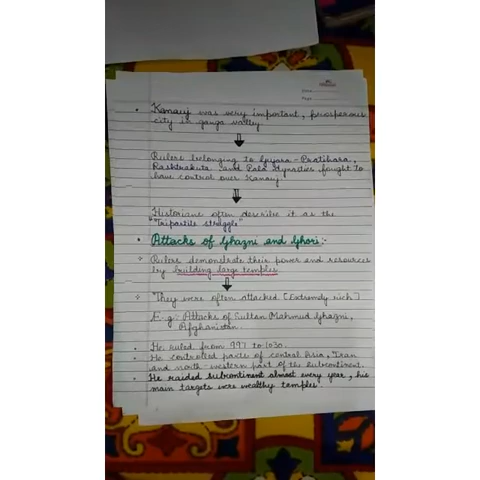 Date
Page
• Kanauj was very important, prosperous
city in ganga valley
Rulers belonging to Gujara-Pratihara,
Rashtrakuta and Pala dynasties fought to
have control over Kanauj
Historians often describe it as the
"Tripartite struggle"
• Attacks of Ghazni and Ghori:-
Rulers demonstrate their power and resources
by building large temples
They were often attacked [Extremely rich]
E.g:- Attacks of Sultan Mahmud Ghazni,
Afghanistan.
• He ruled from 997 to 1030.
• He controlled parts of central Asia, Iran
and north-western part of the subcontinent.
• He raided subcontinent almost every year, his
main targets were wealthy temples